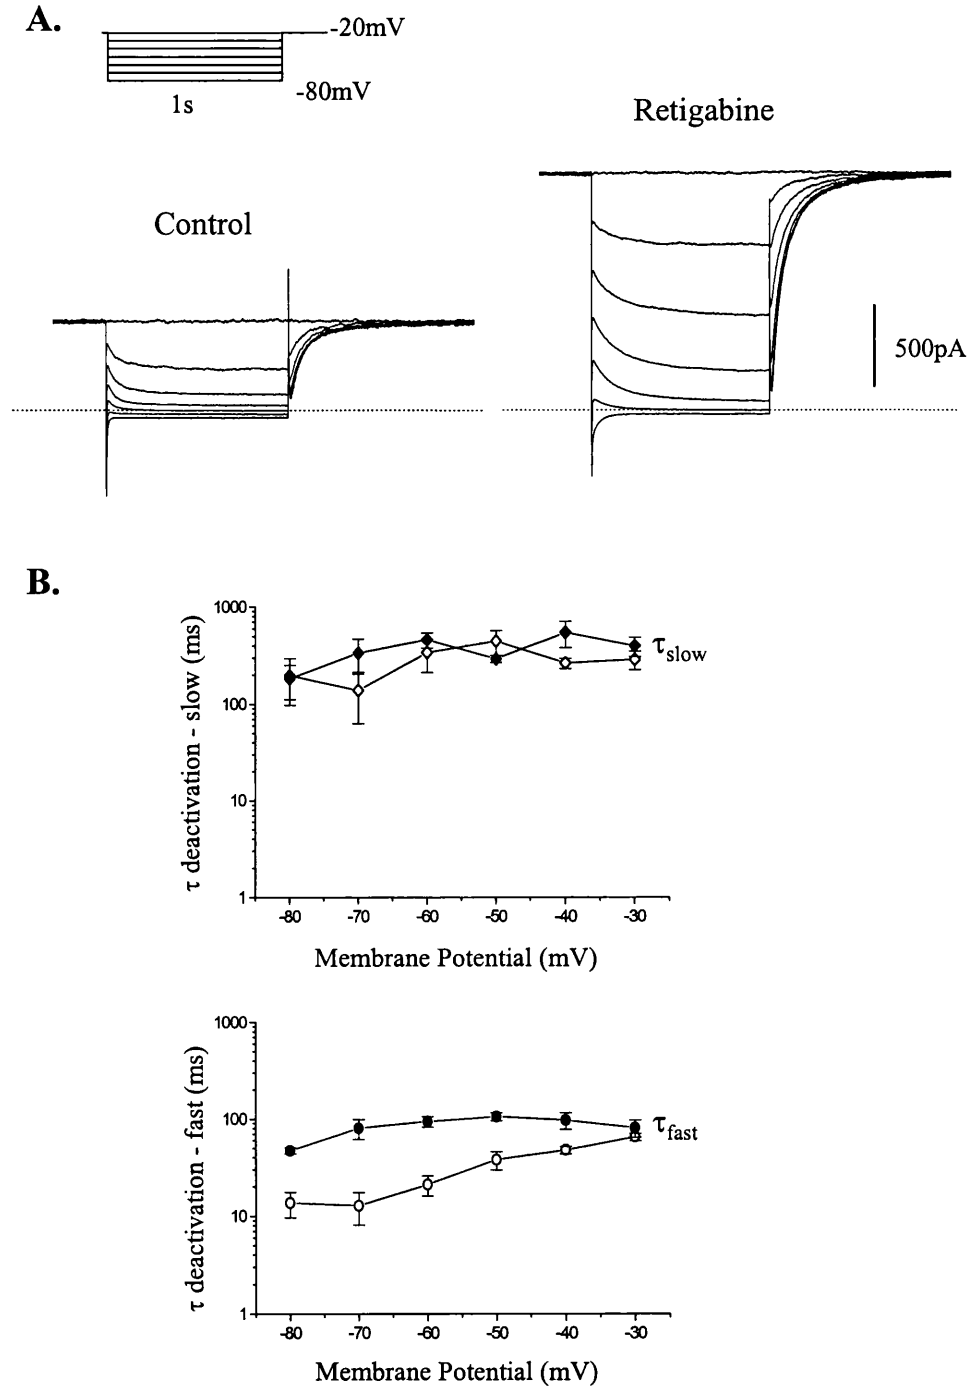 A.
-20mV
-80mV
1s
Retigabine
Control
500pA
B.
1000
100
10
1
τ deactivation - slow (ms)
τslow
-80 -70 -60 -50 -40 -30
Membrane Potential (mV)
1000
100
10
1
τ deactivation - fast (ms)
τfast
-80 -70 -60 -50 -40 -30
Membrane Potential (mV)